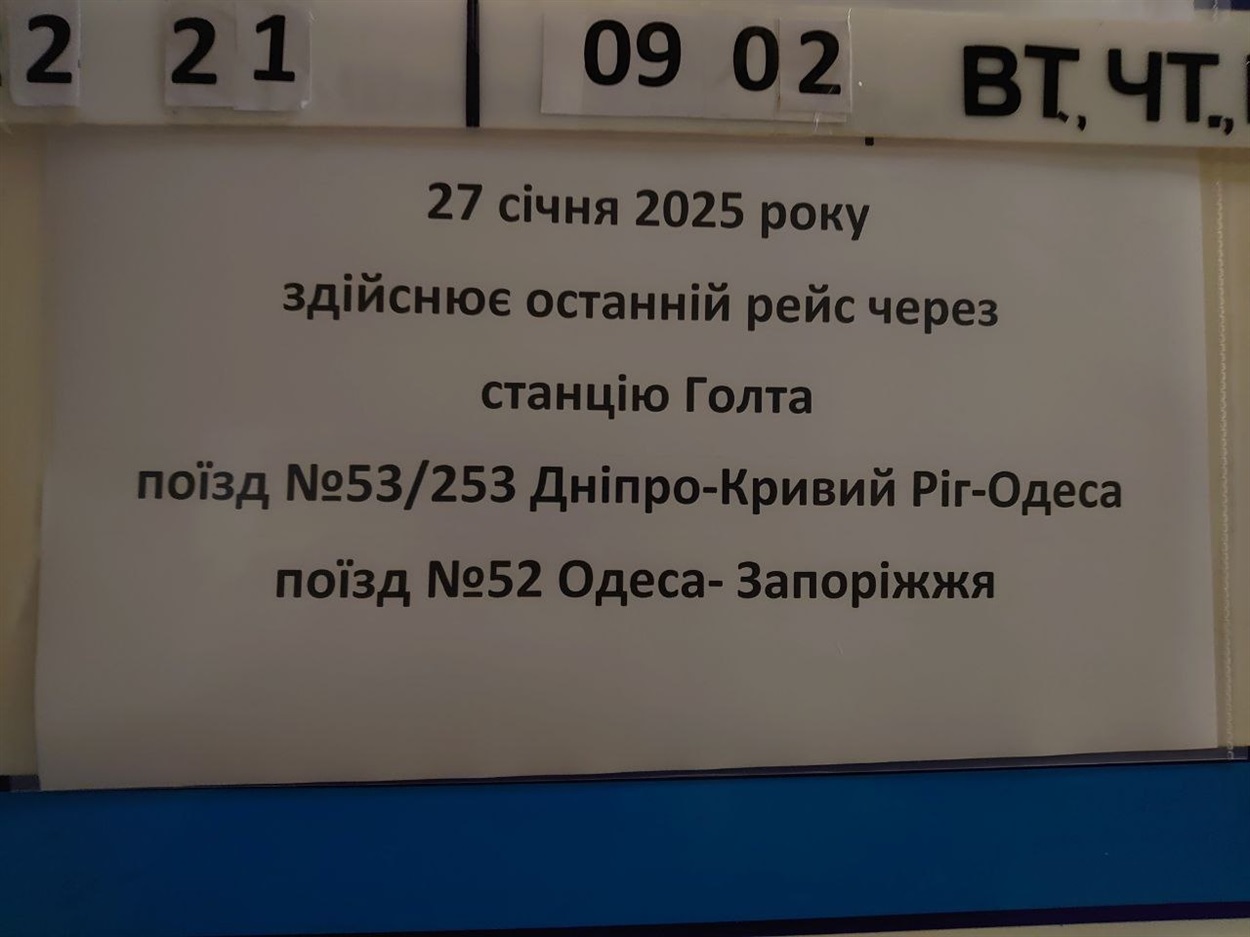 2 21 09 02 ВТ., ЧТ.,
27 січня 2025 року
здійснює останній рейс через
станцію Голта
поїзд №53/253 Дніпро-Кривий Ріг-Одеса
поїзд №52 Одеса- Запоріжжя